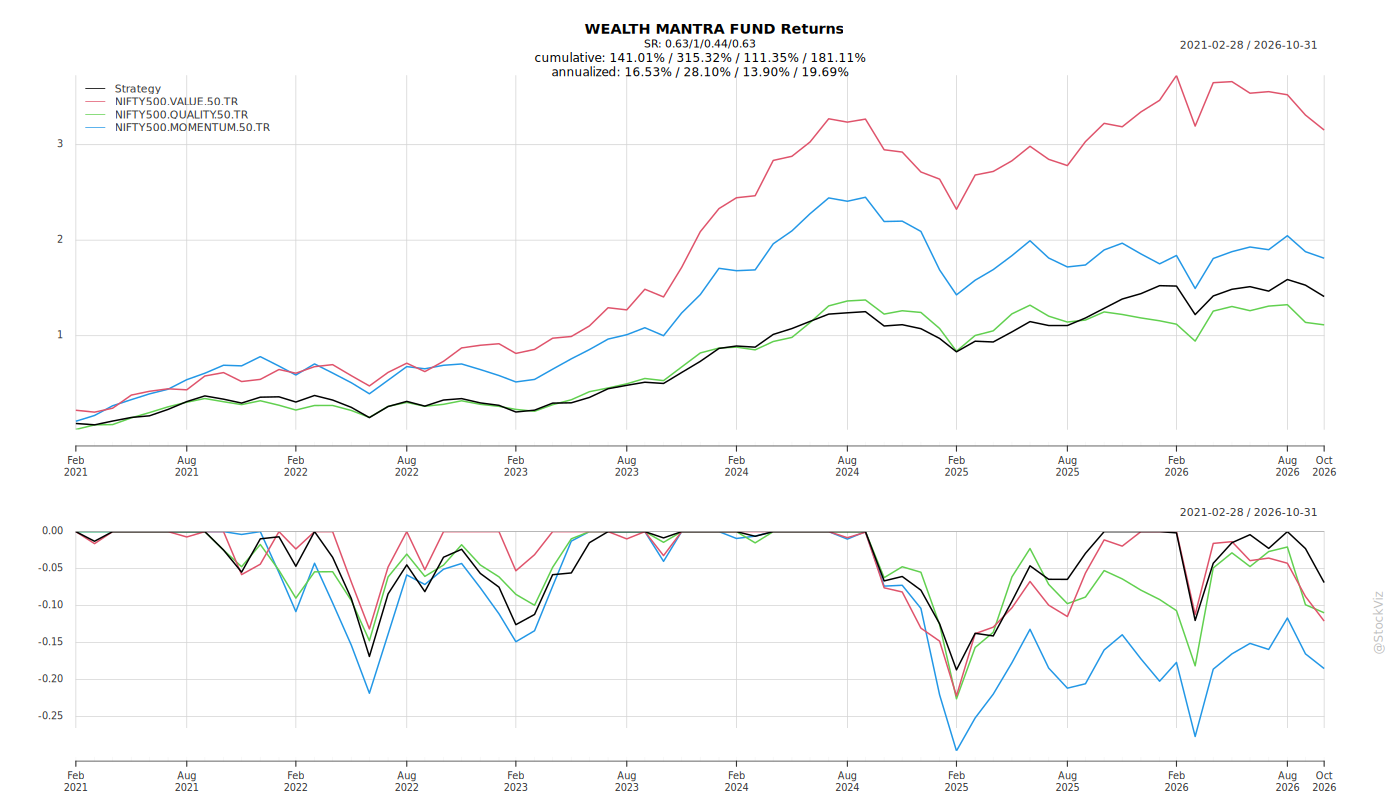 WEALTH MANTRA FUND Returns
SR: 0.63/1/0.44/0.63
2021-02-28 / 2026-10-31
cumulative: 141.01% / 315.32% / 111.35% / 181.11%
annualized: 16.53% / 28.10% / 13.90% / 19.69%
Strategy
NIFTY500.VALUE.50.TR
NIFTY500.QUALITY.50.TR
NIFTY500.MOMENTUM.50.TR
3
2
1
Feb Aug Feb Aug Feb Aug Feb Aug Feb Aug Feb Aug Oct
2021 2021 2022 2022 2023 2023 2024 2024 2025 2025 2026 2026 2026
2021-02-28 / 2026-10-31
0.00
-0.05
-0.10
-0.15
-0.20
-0.25
Feb Aug Feb Aug Feb Aug Feb Aug Feb Aug Feb Aug Oct
2021 2021 2022 2022 2023 2023 2024 2024 2025 2025 2026 2026 2026
@StockViz